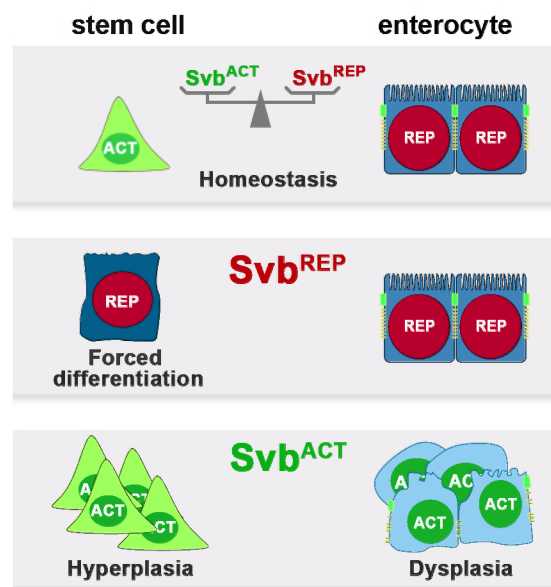 stem cell enterocyte
SvbACT SvbREP
ACT REP REP
Homeostasis
SvbREP
REP REP REP
Forced
differentiation
SvbACT
ACT ACT ACT
ACT ACT
Hyperplasia Dysplasia